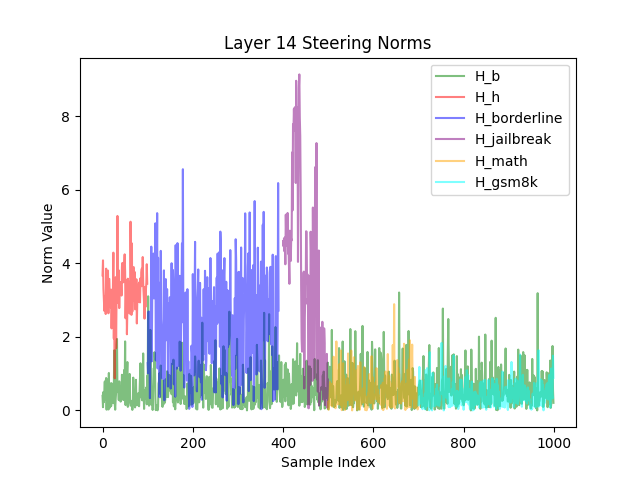 Layer 14 Steering Norms
H_b
H_h
H_borderline
H_jailbreak
H_math
H_gsm8k
Norm Value
8
6
4
2
0
0 200 400 600 800 1000
Sample Index